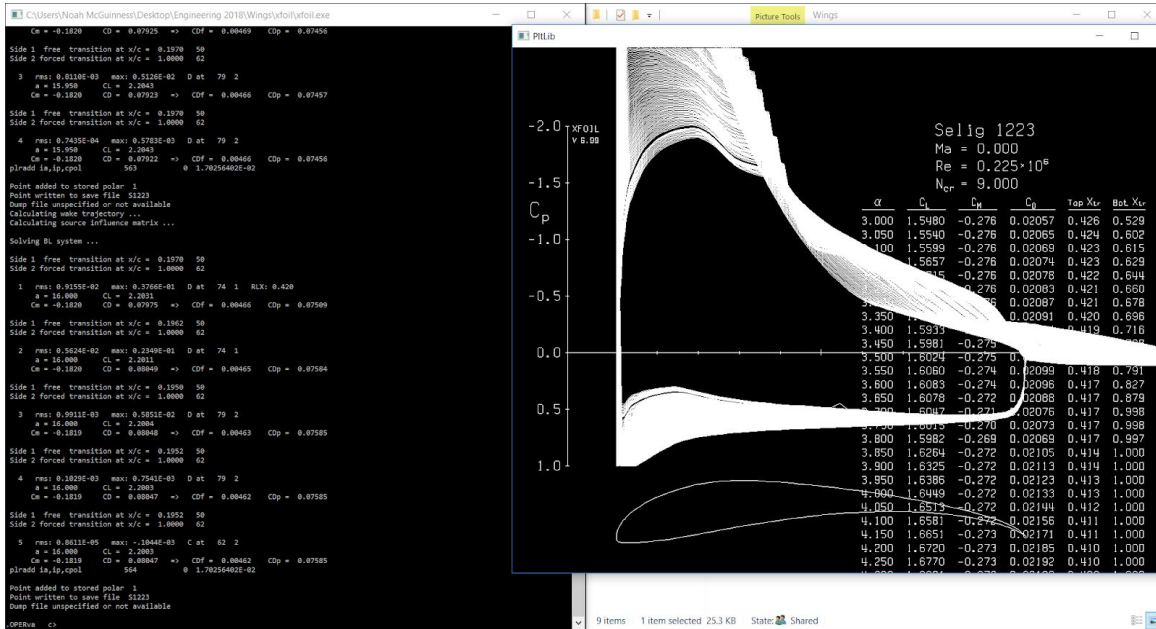 C:\Users\Noah McGuinness\Desktop\Engineering 2018\Wings\xfoil\xfoil.exe
Cm = -0.1820 CD = 0.07925 => CDf = 0.00469 CDp = 0.07456
Side 1 free transition at x/c = 0.1970 50
Side 2 forced transition at x/c = 1.0000 62
3 rms: 0.8110E-03 max: 0.5126E-02 D at 79 2
a = 15.950 CL = 2.2043
Cm = -0.1820 CD = 0.07923 => CDf = 0.00466 CDp = 0.07457
Side 1 free transition at x/c = 0.1970 50
Side 2 forced transition at x/c = 1.0000 62
4 rms: 0.7435E-04 max: 0.5783E-03 D at 79 2
a = 15.950 CL = 2.2043
Cm = -0.1820 CD = 0.07922 => CDf = 0.00466 CDp = 0.07456
plradd ia,ip,cpol 563 0 1.70256402E-02
Point added to stored polar 1
Point written to save file S1223
Dump file unspecified or not available
Calculating wake trajectory ...
Calculating source influence matrix ...
Solving BL system ...
Side 1 free transition at x/c = 0.1970 50
Side 2 forced transition at x/c = 1.0000 62
1 rms: 0.9155E-02 max: 0.3766E-01 D at 74 1 RLX: 0.420
a = 16.000 CL = 2.2031
Cm = -0.1820 CD = 0.07975 => CDf = 0.00466 CDp = 0.07509
Side 1 free transition at x/c = 0.1962 50
Side 2 forced transition at x/c = 1.0000 62
2 rms: 0.5624E-02 max: 0.2349E-01 D at 74 1
a = 16.000 CL = 2.2011
Cm = -0.1820 CD = 0.08049 => CDf = 0.00465 CDp = 0.07584
Side 1 free transition at x/c = 0.1950 50
Side 2 forced transition at x/c = 1.0000 62
3 rms: 0.9911E-03 max: 0.5851E-02 D at 79 2
a = 16.000 CL = 2.2004
Cm = -0.1819 CD = 0.08048 => CDf = 0.00463 CDp = 0.07585
Side 1 free transition at x/c = 0.1952 50
Side 2 forced transition at x/c = 1.0000 62
4 rms: 0.1029E-03 max: 0.7541E-03 D at 79 2
a = 16.000 CL = 2.2003
Cm = -0.1819 CD = 0.08047 => CDf = 0.00462 CDp = 0.07585
Side 1 free transition at x/c = 0.1952 50
Side 2 forced transition at x/c = 1.0000 62
5 rms: 0.8611E-05 max: -.1044E-03 C at 62 2
a = 16.000 CL = 2.2003
Cm = -0.1819 CD = 0.08047 => CDf = 0.00462 CDp = 0.07585
plradd ia,ip,cpol 564 0 1.70256402E-02
Point added to stored polar 1
Point written to save file S1223
Dump file unspecified or not available
.OPERva c>
Picture Tools Wings
PltLib
XFOIL
V 6.99
-2.0
-1.5
Cp
-1.0
-0.5
0.0
0.5
1.0
Selig 1223
Ma = 0.000
Re = 0.225×10⁶
Ncr = 9.000
α CL CM CD Top Xtr Bot Xtr
3.000 1.5480 -0.276 0.02057 0.426 0.529
3.050 1.5540 -0.276 0.02065 0.424 0.602
.100 1.5599 -0.276 0.02069 0.423 0.615
1.5657 -0.276 0.02074 0.423 0.629
0.02078 0.422 0.644
0.02083 0.421 0.660
0.02087 0.421 0.678
3.350 0.02091 0.420 0.696
3.400 1.5933 0.716
3.450 1.5981 -0.275
3.500 1.6024 -0.275
3.550 1.6060 -0.274 0.02099 0.418 0.791
3.600 1.6083 -0.274 0.02096 0.417 0.827
3.650 1.6078 -0.272 0.02088 0.417 0.879
1.6047 -0.271 0.02076 0.417 0.998
-0.270 0.02073 0.417 0.998
3.800 1.5982 -0.269 0.02069 0.417 0.997
3.850 1.6264 -0.272 0.02105 0.414 1.000
3.900 1.6325 -0.272 0.02113 0.414 1.000
3.950 1.6386 -0.272 0.02123 0.413 1.000
4.000 1.6449 -0.272 0.02133 0.413 1.000
4.050 1.6513 -0.272 0.02144 0.412 1.000
4.100 1.6581 -0.272 0.02156 0.411 1.000
4.150 1.6651 -0.273 0.02171 0.411 1.000
4.200 1.6720 -0.273 0.02185 0.410 1.000
4.250 1.6770 -0.273 0.02192 0.410 1.000
9 items 1 item selected 25.3 KB State: Shared